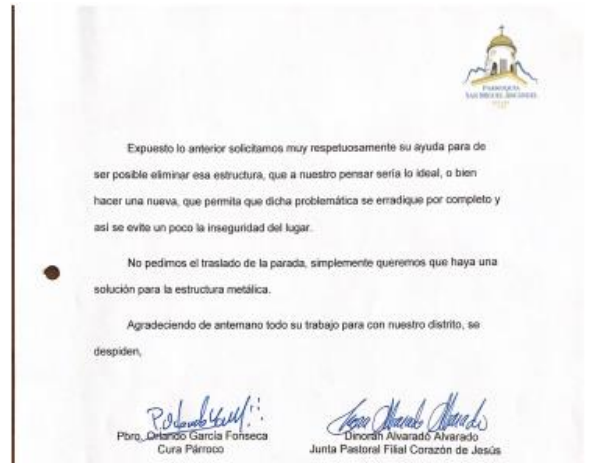 PARROQUIA
SAN MIGUEL ARCÁNGEL
Expuesto lo anterior solicitamos muy respetuosamente su ayuda para de
ser posible eliminar esa estructura, que a nuestro pensar sería lo ideal, o bien
hacer una nueva, que permita que dicha problemática se erradique por completo y
así se evite un poco la inseguridad del lugar.
No pedimos el traslado de la parada, simplemente queremos que haya una
solución para la estructura metálica.
Agradeciendo de antemano todo su trabajo para con nuestro distrito, se
despiden,
Pbro. Orlando García Fonseca
Cura Párroco
Dinorah Alvarado Alvarado
Junta Pastoral Filial Corazón de Jesús